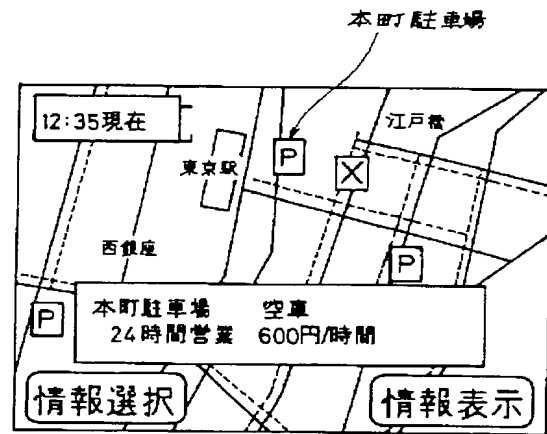 本町駐車場
12:35現在
江戸橋
P
東京駅
西銀座
P
本町駐車場 空車
P
24時間営業 600円/時間
情報選択 情報表示